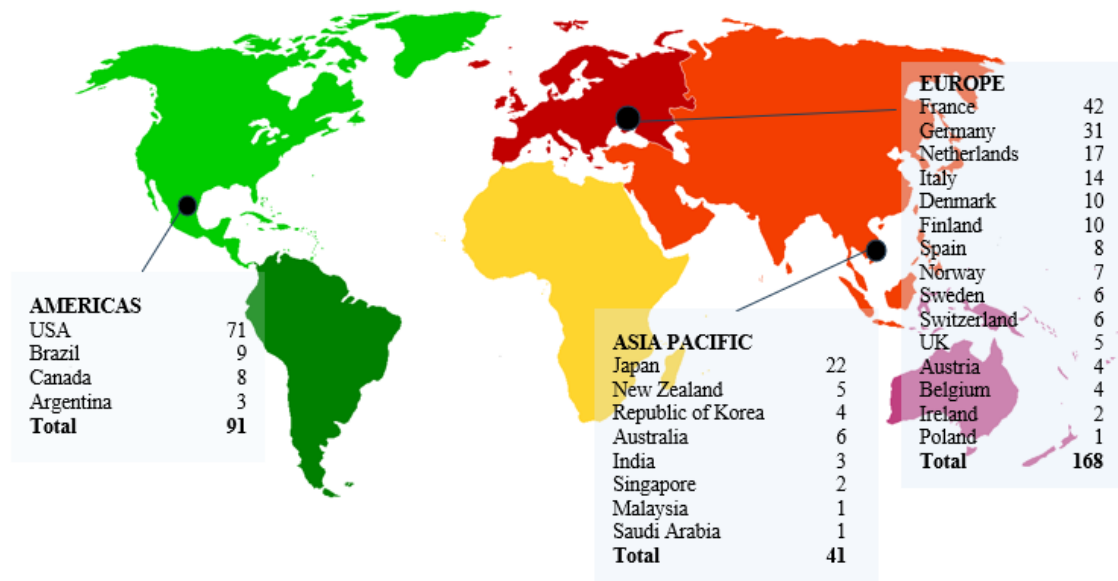 AMERICAS
USA 71
Brazil 9
Canada 8
Argentina 3
Total 91
ASIA PACIFIC
Japan 22
New Zealand 5
Republic of Korea 4
Australia 6
India 3
Singapore 2
Malaysia 1
Saudi Arabia 1
Total 41
EUROPE
France 42
Germany 31
Netherlands 17
Italy 14
Denmark 10
Finland 10
Spain 8
Norway 7
Sweden 6
Switzerland 6
UK 5
Austria 4
Belgium 4
Ireland 2
Poland 1
Total 168